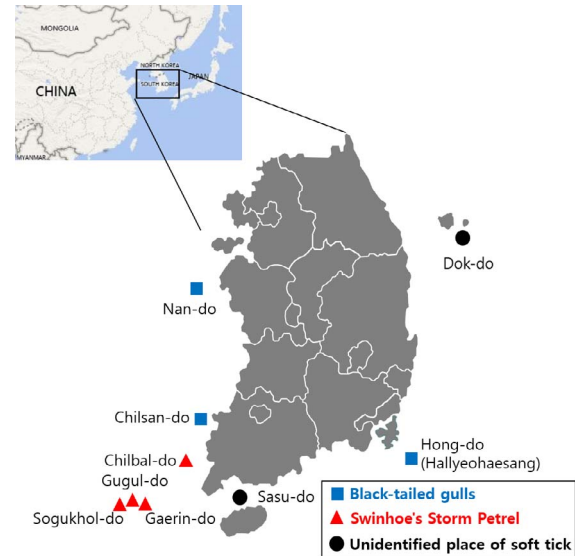 MONGOLIA
NORTH KOREA
JAPAN
SOUTH KOREA
CHINA
MYANMAR
Dok-do
Nan-do
Chilsan-do
Chilbal-do
Gugul-do
Hong-do
(Hallyeohaesang)
Sogukhol-do
Gaerin-do
Sasu-do
Black-tailed gulls
Swinhoe's Storm Petrel
Unidentified place of soft tick